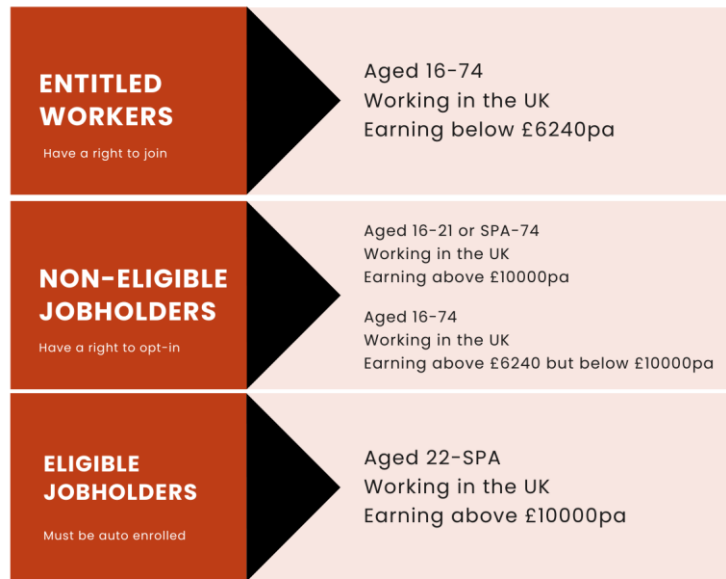 ENTITLED
WORKERS
Have a right to join
Aged 16-74
Working in the UK
Earning below £6240pa
NON-ELIGIBLE
JOBHOLDERS
Have a right to opt-in
Aged 16-21 or SPA-74
Working in the UK
Earning above £10000pa
Aged 16-74
Working in the UK
Earning above £6240 but below £10000pa
ELIGIBLE
JOBHOLDERS
Must be auto enrolled
Aged 22-SPA
Working in the UK
Earning above £10000pa